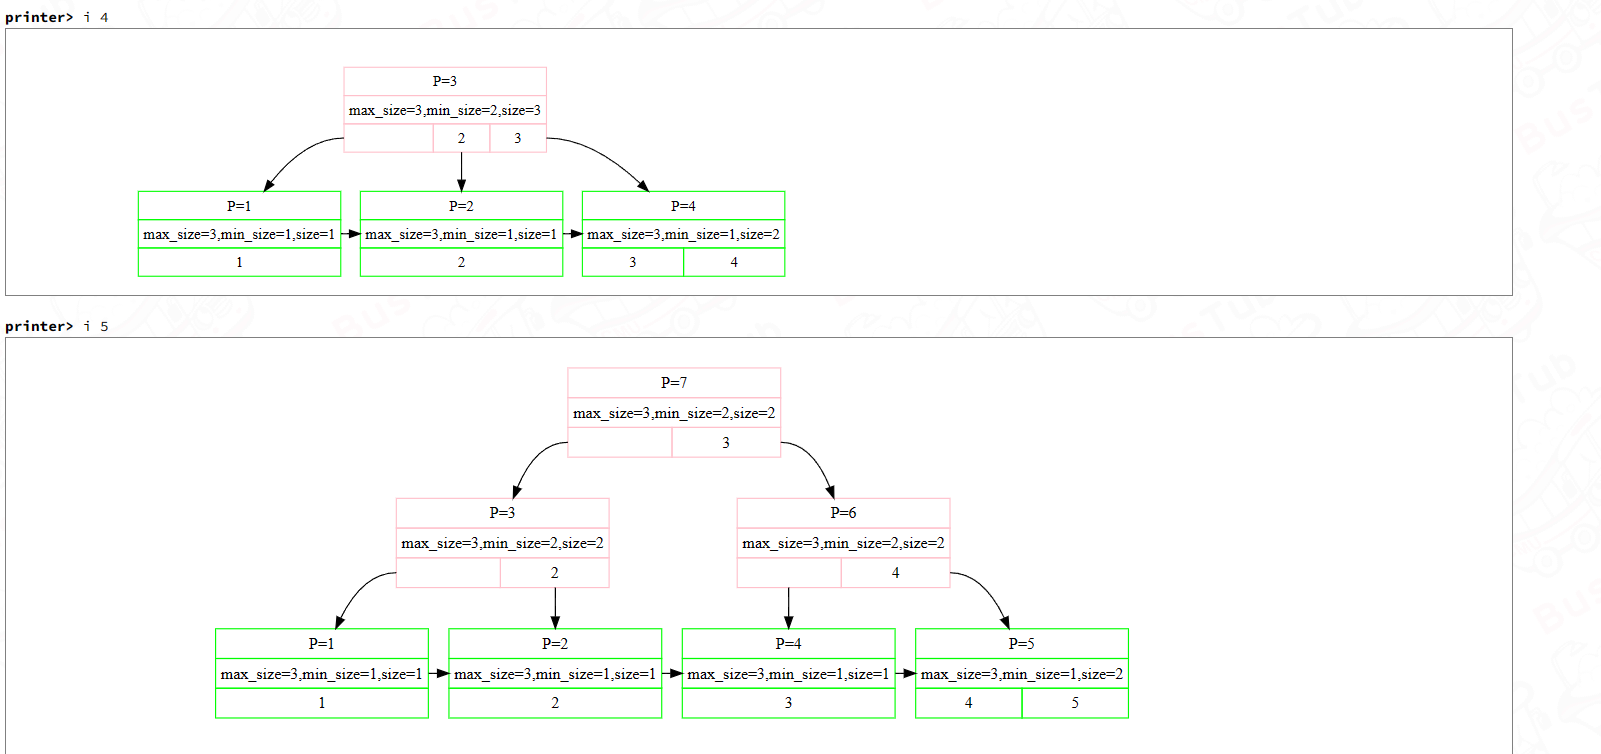 printer> i 4
P=3
max_size=3,min_size=2,size=3
2 3
P=1 P=2 P=4
max_size=3,min_size=1,size=1 max_size=3,min_size=1,size=1 max_size=3,min_size=1,size=2
1 2 3 4
printer> i 5
P=7
max_size=3,min_size=2,size=2
3
P=3 P=6
max_size=3,min_size=2,size=2 max_size=3,min_size=2,size=2
2 4
P=1 P=2 P=4 P=5
max_size=3,min_size=1,size=1 max_size=3,min_size=1,size=1 max_size=3,min_size=1,size=1 max_size=3,min_size=1,size=2
1 2 3 4 5